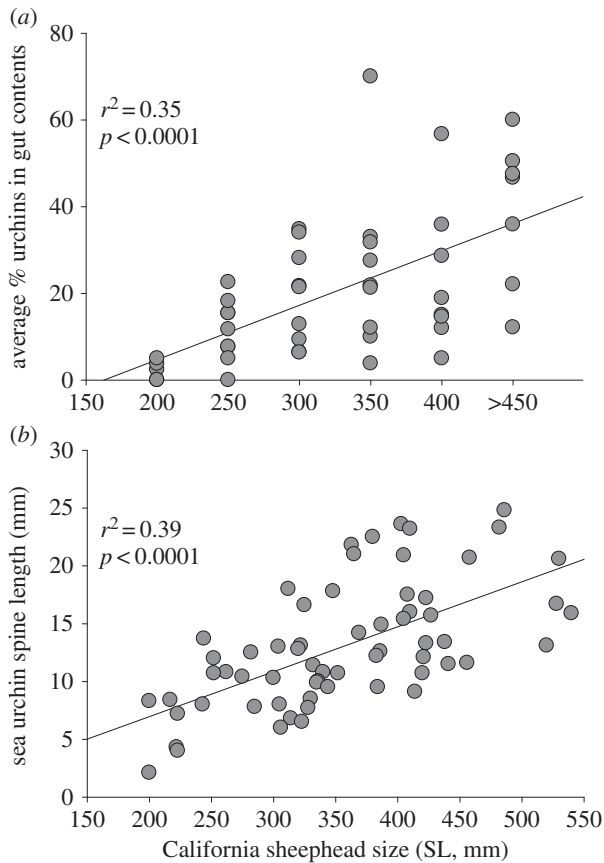 (a)
80
60
40
20
0
average % urchins in gut contents
r² = 0.35
p < 0.0001
150 200 250 300 350 400 >450
(b)
30
25
20
15
10
5
0
sea urchin spine length (mm)
r² = 0.39
p < 0.0001
150 200 250 300 350 400 450 500 550
California sheephead size (SL, mm)